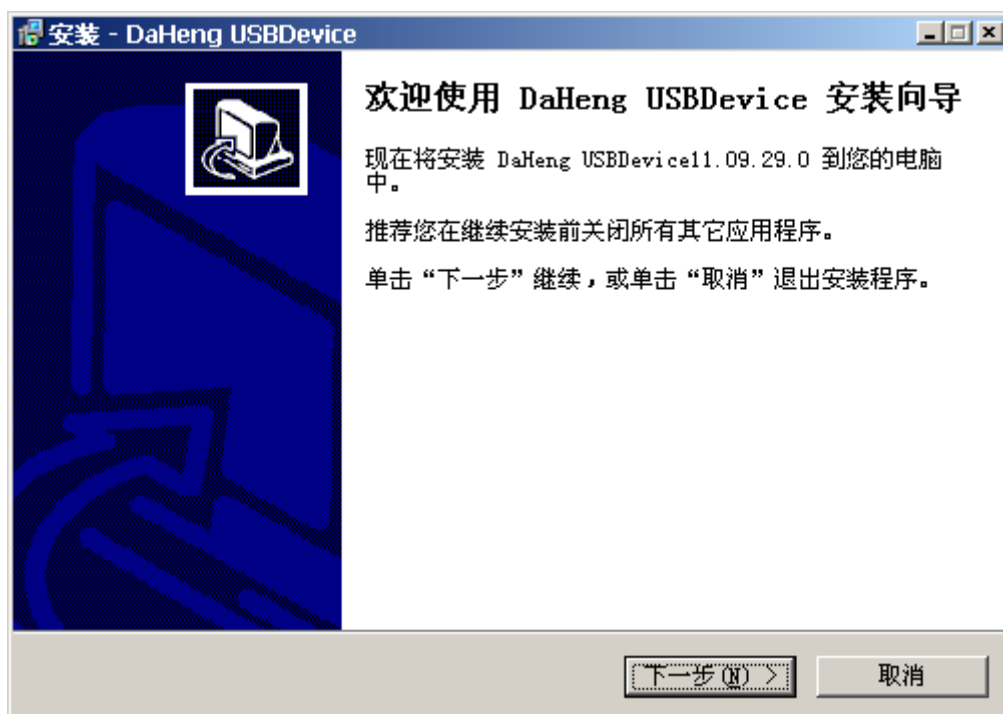 安装 - DaHeng USBDevice
欢迎使用 DaHeng USBDevice 安装向导
现在将安装 DaHeng USBDevice11.09.29.0 到您的电脑
中。
推荐您在继续安装前关闭所有其它应用程序。
单击“下一步”继续，或单击“取消”退出安装程序。
下一步(N) >
取消